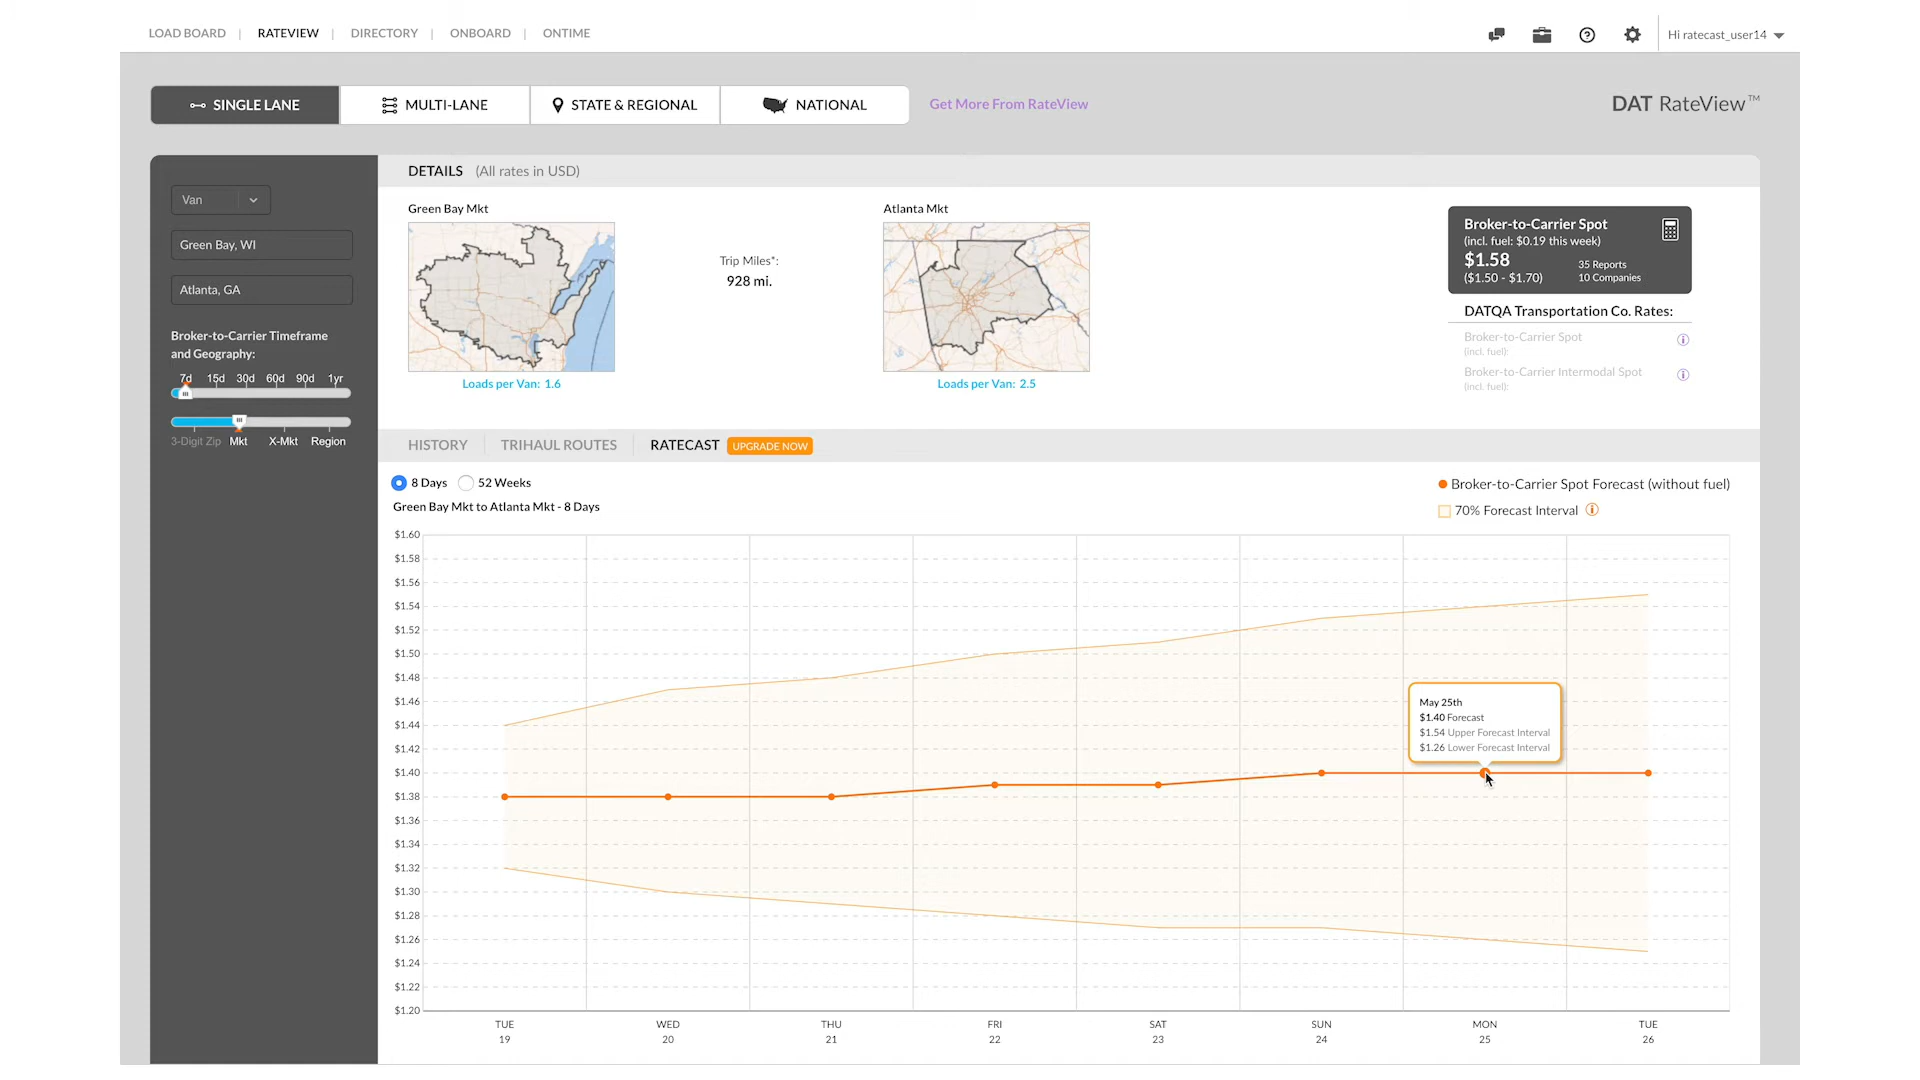 LOAD BOARD | RATEVIEW | DIRECTORY | ONBOARD | ONTIME
Hi ratecast_user14
SINGLE LANE
MULTI-LANE
STATE & REGIONAL
NATIONAL
Get More From RateView
DAT RateView™
Van
Green Bay, WI
Atlanta, GA
Broker-to-Carrier Timeframe
and Geography:
7d 15d 30d 60d 90d 1yr
3-Digit Zip Mkt X-Mkt Region
DETAILS (All rates in USD)
Green Bay Mkt
Loads per Van: 1.6
Trip Miles*:
928 mi.
Atlanta Mkt
Loads per Van: 2.5
Broker-to-Carrier Spot
(incl. fuel: $0.19 this week)
$1.58
($1.50 - $1.70)
35 Reports
10 Companies
DATQA Transportation Co. Rates:
Broker-to-Carrier Spot
(incl. fuel):
Broker-to-Carrier Intermodal Spot
(incl. fuel):
HISTORY
TRIHAUL ROUTES
RATECAST UPGRADE NOW
8 Days 52 Weeks
Green Bay Mkt to Atlanta Mkt - 8 Days
Broker-to-Carrier Spot Forecast (without fuel)
70% Forecast Interval
$1.60
$1.58
$1.56
$1.54
$1.52
$1.50
$1.48
$1.46
$1.44
$1.42
$1.40
$1.38
$1.36
$1.34
$1.32
$1.30
$1.28
$1.26
$1.24
$1.22
$1.20
May 25th
$1.40 Forecast
$1.54 Upper Forecast Interval
$1.26 Lower Forecast Interval
TUE WED THU FRI SAT SUN MON TUE
19 20 21 22 23 24 25 26